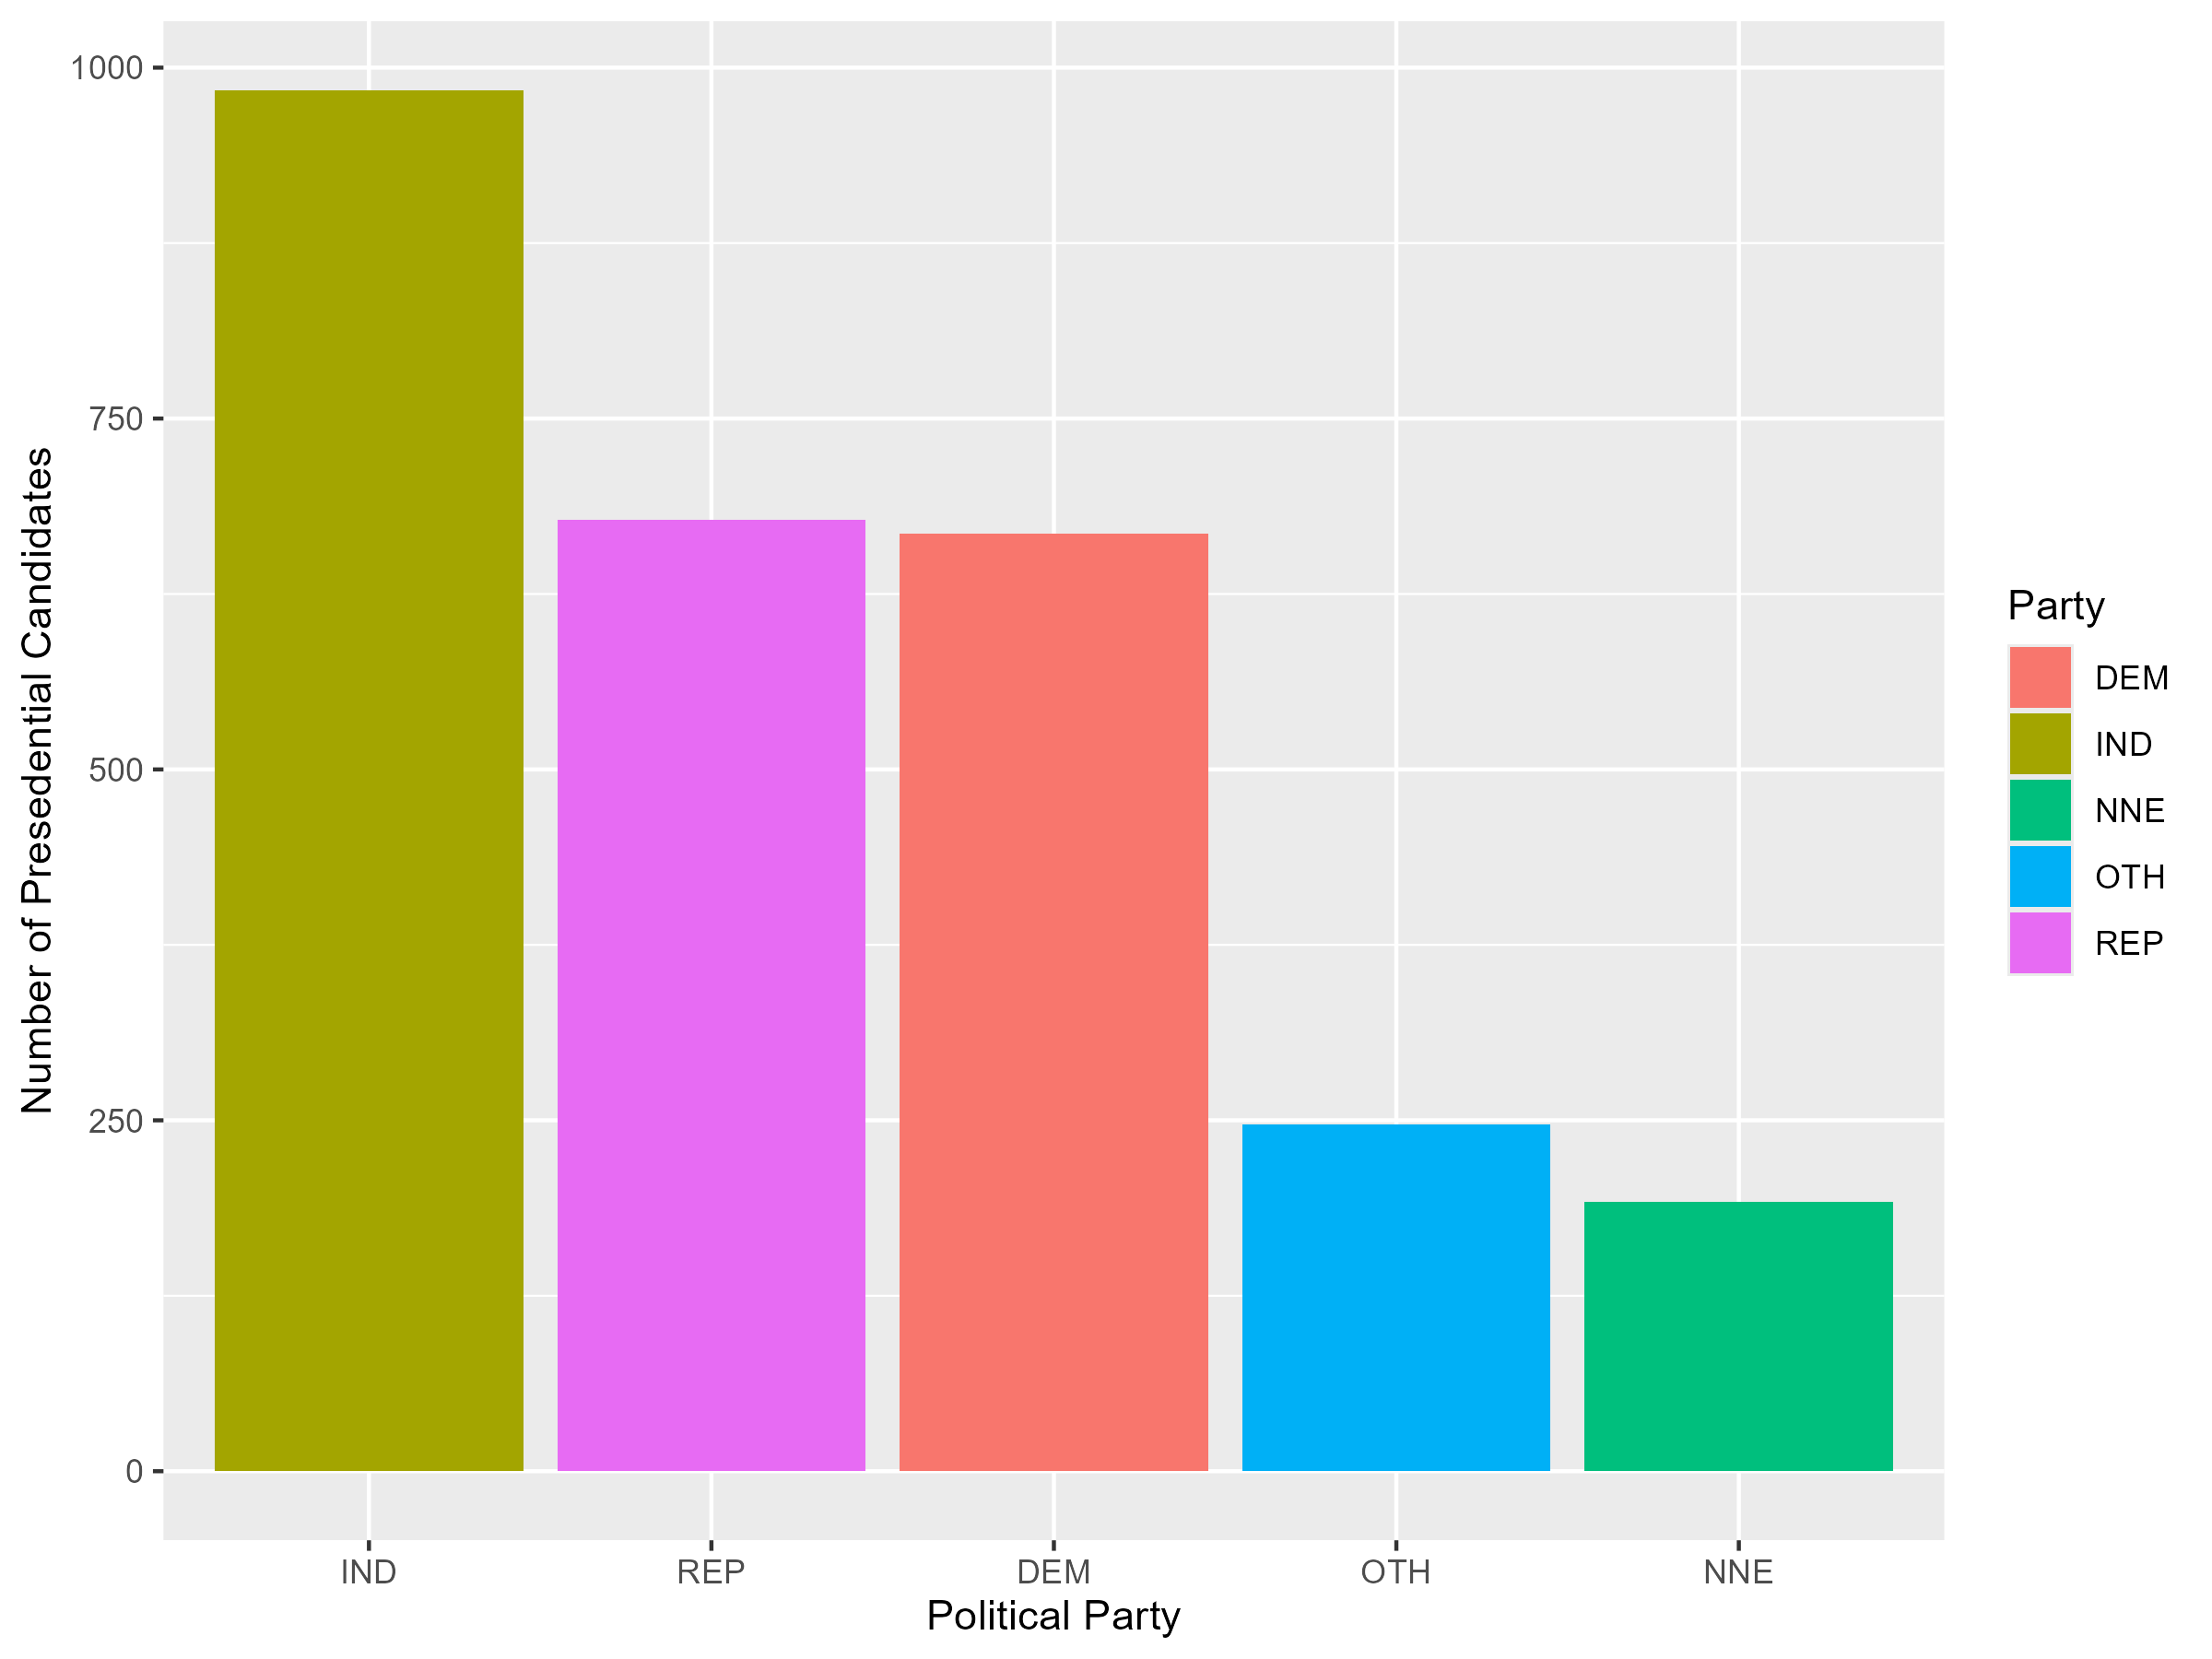 Number of Presedential Candidates
1000
750
500
250
0
IND
REP
DEM
OTH
NNE
Political Party
Party
DEM
IND
NNE
OTH
REP